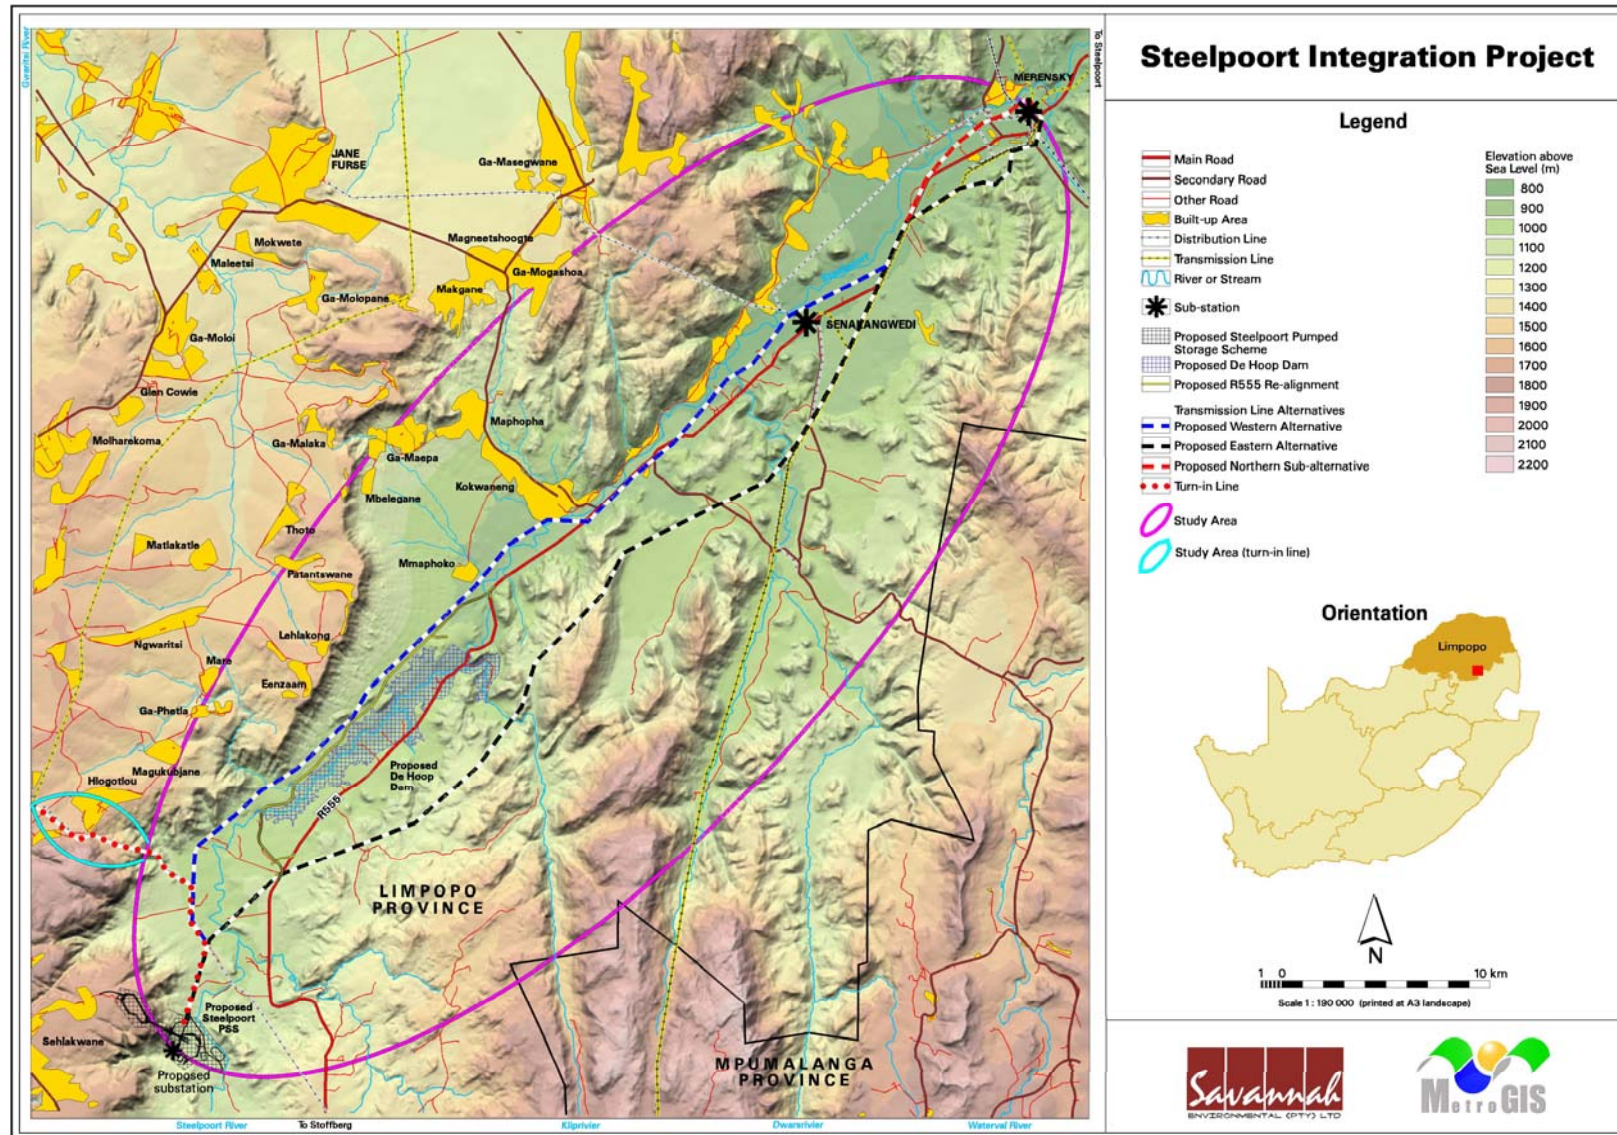 Steelpoort Integration Project
Legend
Main Road
Secondary Road
Other Road
Built-up Area
Distribution Line
Transmission Line
River or Stream
Sub-station
Proposed Steelpoort Pumped
Storage Scheme
Proposed De Hoop Dam
Proposed R555 Re-alignment
Transmission Line Alternatives
Proposed Western Alternative
Proposed Eastern Alternative
Proposed Northern Sub-alternative
Turn-in Line
Study Area
Study Area (turn-in line)
Elevation above
Sea Level (m)
800
900
1000
1100
1200
1300
1400
1500
1600
1700
1800
1900
2000
2100
2200
Orientation
Limpopo
N
1 0 10 km
Scale 1 : 190 000 (printed at A3 landscape)
Savannah
ENVIRONMENTAL (PTY) LTD
MetroGIS
Gwaritsi River
To Steelpoort
MERENSKY
JANE
FURSE
Ga-Masegwane
Mokwete
Magneetshoogte
Maleetsi
Ga-Mogashoa
Makgane
Ga-Molopane
Ga-Moloi
SENAKANGWEDI
Glen Cowie
Maphopha
Molharekoma
Ga-Malaka
Ga-Maepa
Kokwaneng
Mbelegane
Thoto
Matlakatle
Mmaphoko
Patantswane
Lehlakong
Ngwaritsi
Mare
Eenzaam
Ga-Phetla
Magukubjane
Hlogotlou
Proposed
De Hoop
Dam
R555
LIMPOPO
PROVINCE
Proposed
Steelpoort
PSS
Sehlakwane
Proposed
substation
MPUMALANGA
PROVINCE
Steelpoort River
To Stoffberg
Kliprivier
Dwarsrivier
Waterval River